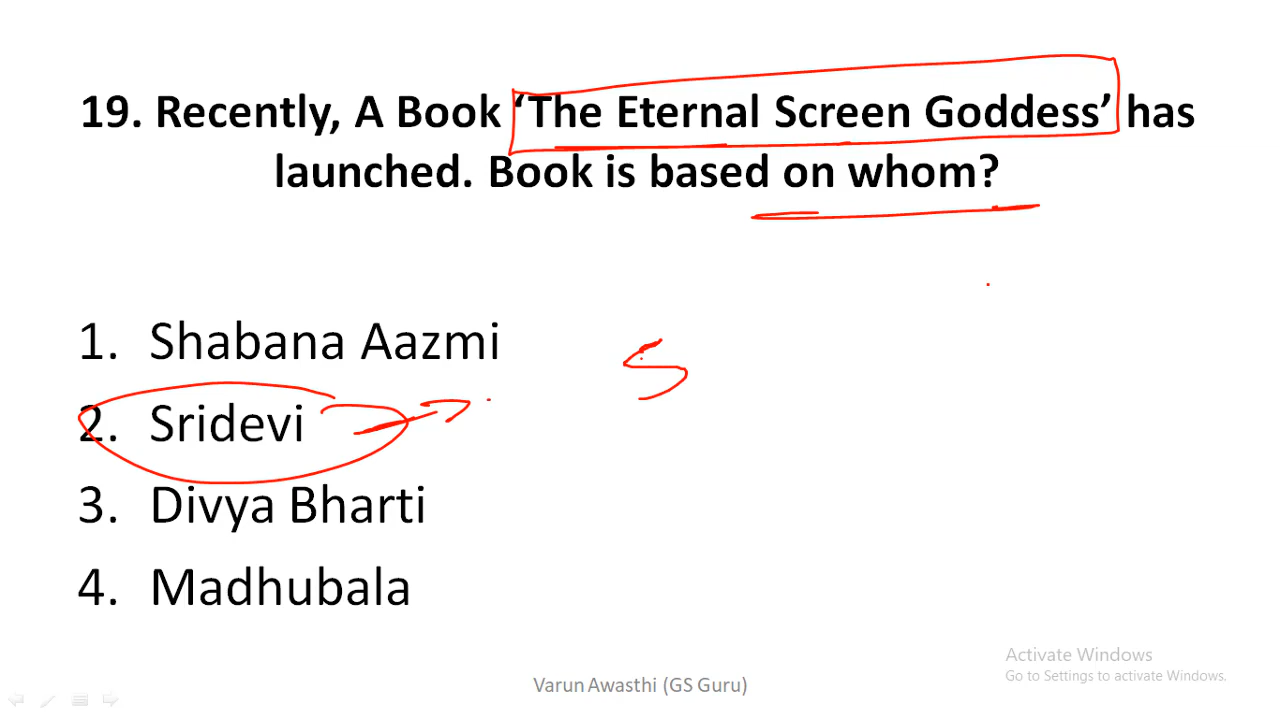 19. Recently, A Book ‘The Eternal Screen Goddess’ has
launched. Book is based on whom?
1. Shabana Aazmi
2. Sridevi
3. Divya Bharti
4. Madhubala
S
Activate Windows
Go to Settings to activate Windows.
Varun Awasthi (GS Guru)